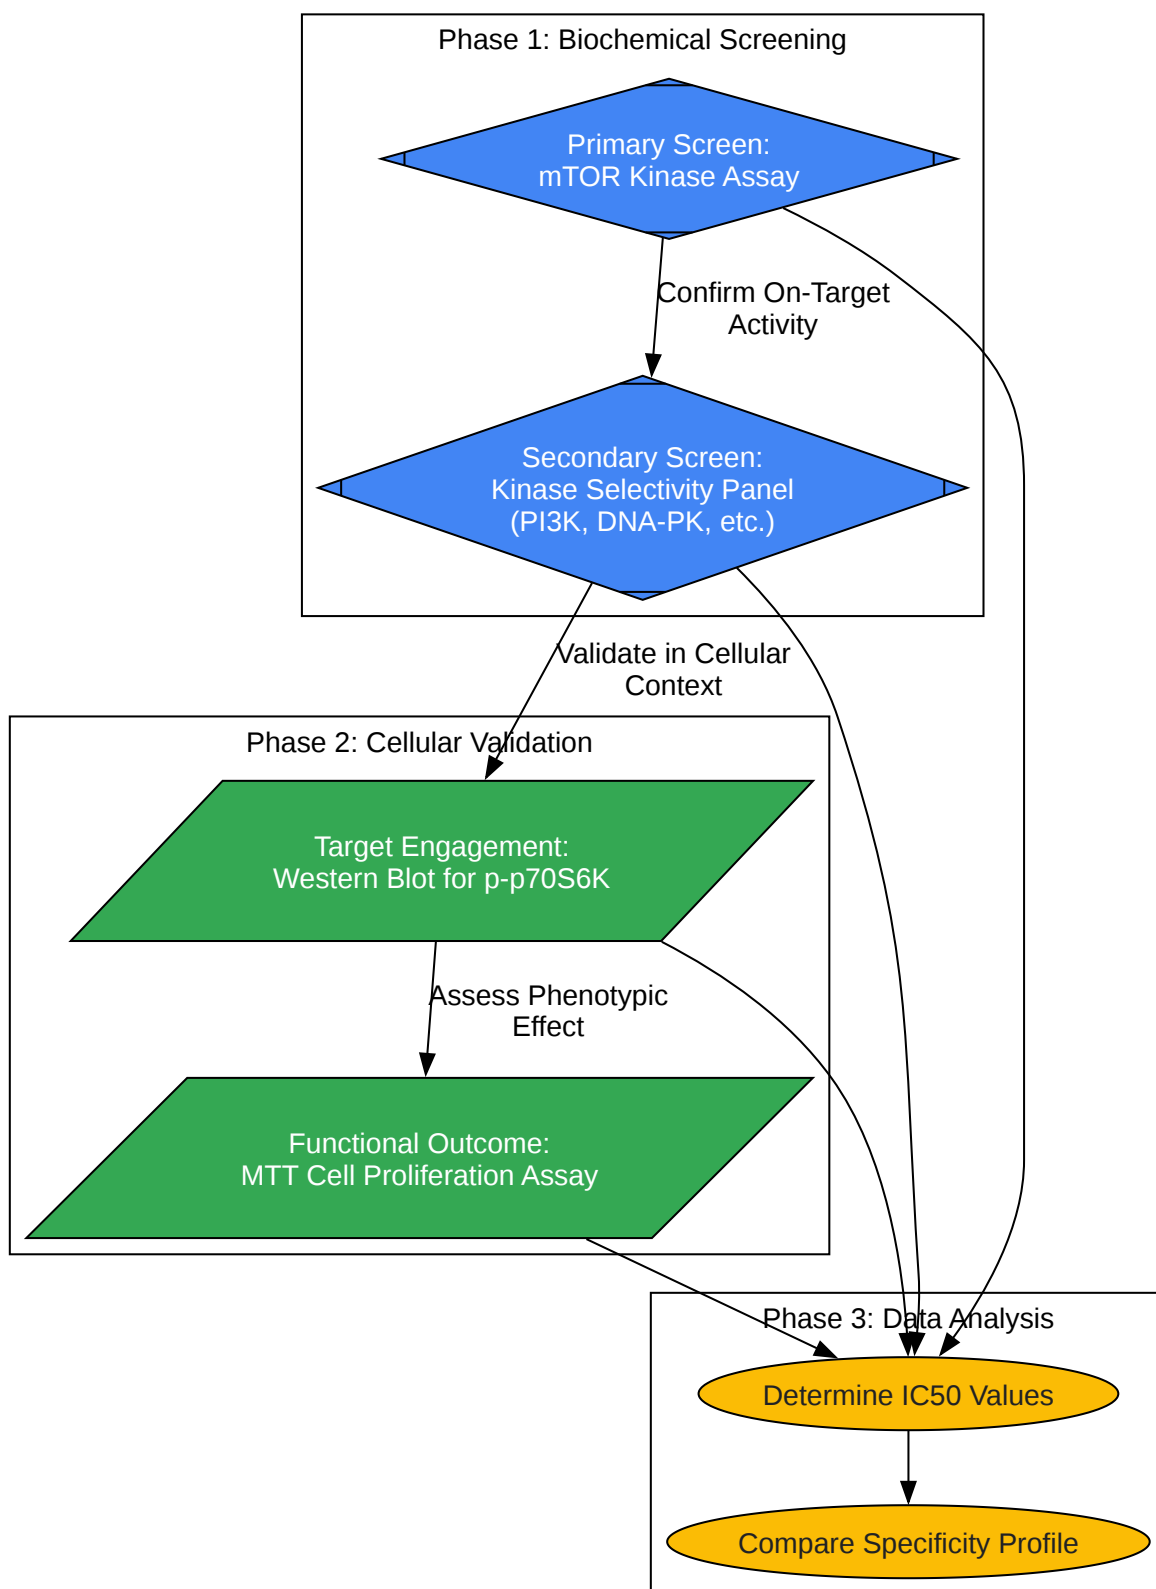 Phase 1: Biochemical Screening
Primary Screen:
mTOR Kinase Assay
Confirm On-Target
Activity
Secondary Screen:
Kinase Selectivity Panel
(PI3K, DNA-PK, etc.)
Validate in Cellular
Context
Phase 2: Cellular Validation
Target Engagement:
Western Blot for p-p70S6K
Assess Phenotypic
Effect
Functional Outcome:
MTT Cell Proliferation Assay
Phase 3: Data Analysis
Determine IC50 Values
Compare Specificity Profile